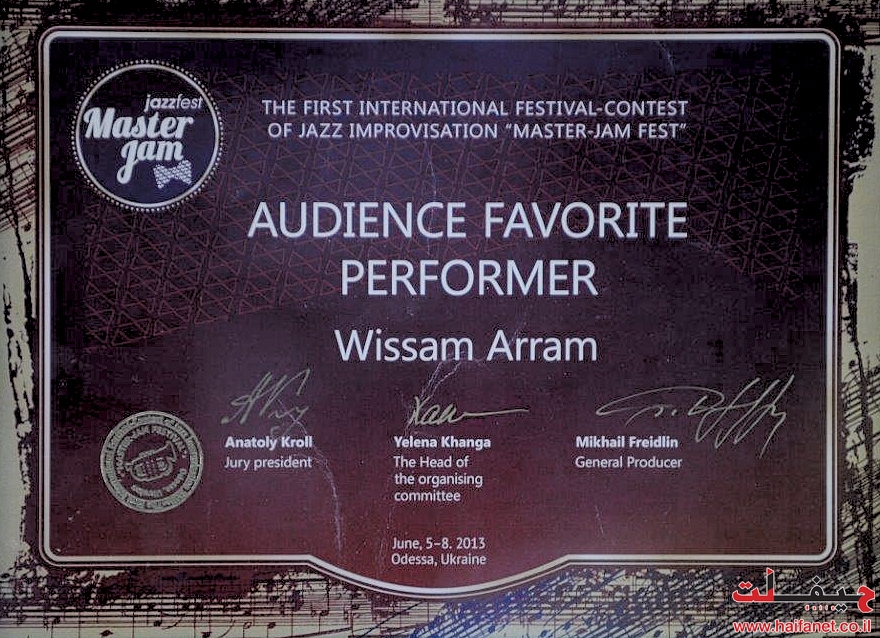 jazzfest
Master
Jam
THE FIRST INTERNATIONAL FESTIVAL-CONTEST
OF JAZZ IMPROVISATION “MASTER-JAM FEST”
AUDIENCE FAVORITE
PERFORMER
Wissam Arram
Anatoly Kroll
Jury president
Yelena Khanga
The Head of
the organising
committee
Mikhail Freidlin
General Producer
June, 5–8. 2013
Odessa, Ukraine
حيفا نت
www.haifanet.co.il